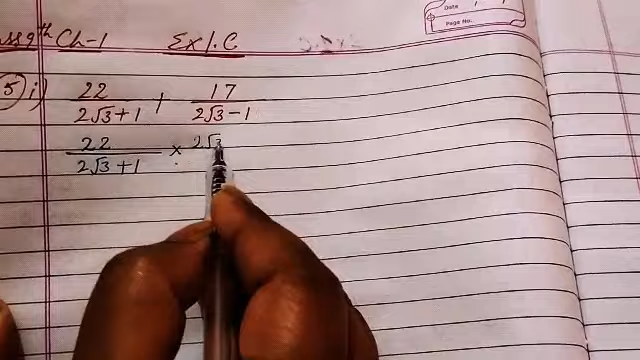 Date
Page No.
9th Ch-1 Ex 1.C
5 i) 22/(2√3+1) + 17/(2√3-1)
22/(2√3+1) × 2√3